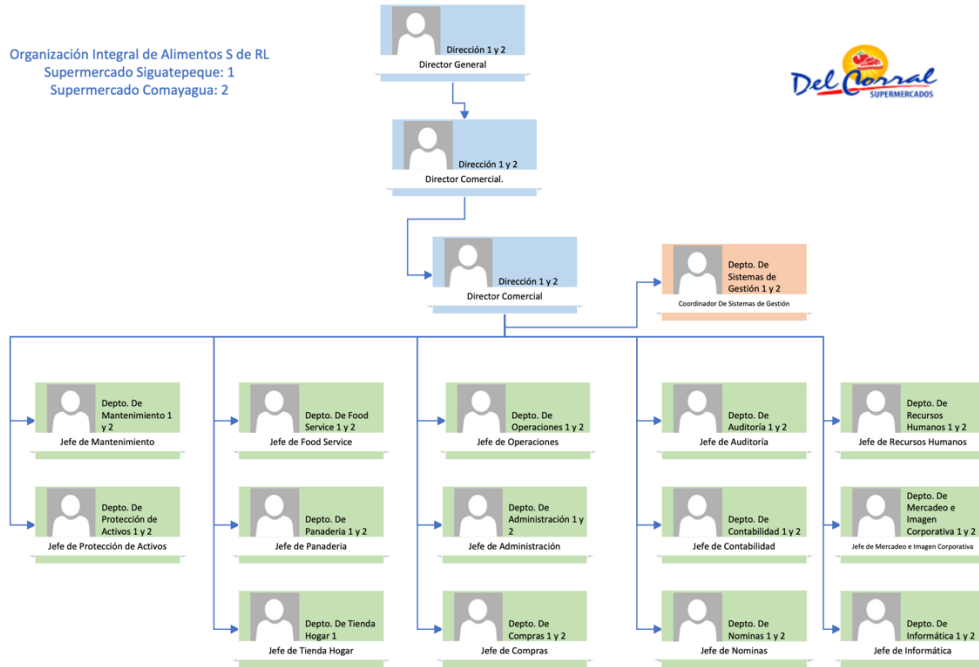 Organización Integral de Alimentos S de RL
Supermercado Siguatepeque: 1
Supermercado Comayagua: 2
Del Corral
SUPERMERCADOS
Dirección 1 y 2
Director General
Dirección 1 y 2
Director Comercial.
Dirección 1 y 2
Director Comercial
Depto. De
Sistemas de
Gestión 1 y 2
Coordinador De Sistemas de Gestión
Depto. De
Mantenimiento 1
y 2
Jefe de Mantenimiento
Depto. De Food
Service 1 y 2
Jefe de Food Service
Depto. De
Operaciones 1 y 2
Jefe de Operaciones
Depto. De
Auditoría 1 y 2
Jefe de Auditoría
Depto. De
Recursos
Humanos 1 y 2
Jefe de Recursos Humanos
Depto. De
Protección de
Activos 1 y 2
Jefe de Protección de Activos
Depto. De
Panaderia 1 y 2
Jefe de Panaderia
Depto. De
Administración 1 y
2
Jefe de Administración
Depto. De
Contabilidad 1 y 2
Jefe de Contabilidad
Depto. De
Mercadeo e
Imagen
Corporativa 1 y 2
Jefe de Mercadeo e Imagen Corporativa
Depto. De Tienda
Hogar 1
Jefe de Tienda Hogar
Depto. De
Compras 1 y 2
Jefe de Compras
Depto. De
Nominas 1 y 2
Jefe de Nominas
Depto. De
Informática 1 y 2
Jefe de Informática